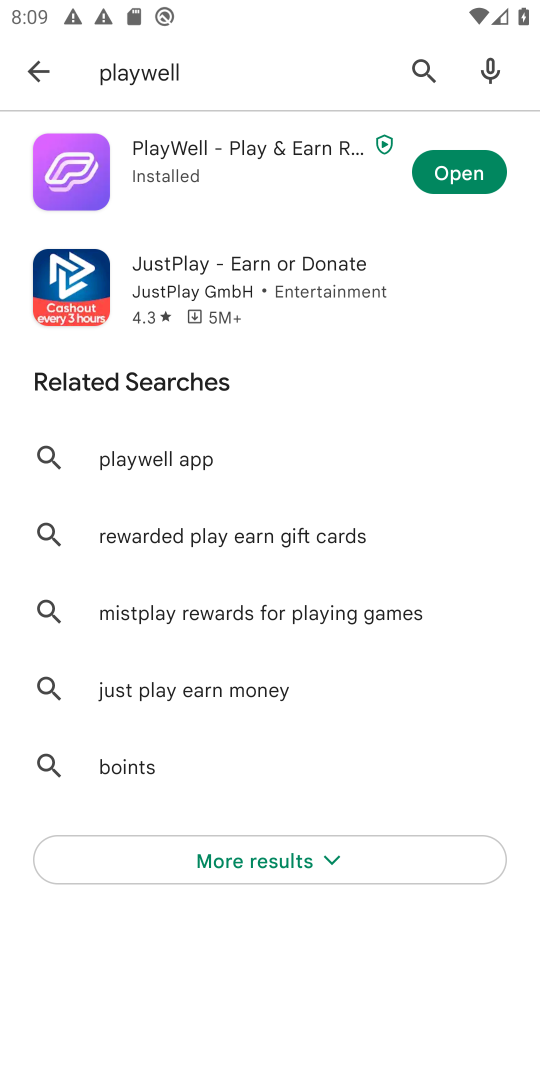 8:09
playwell
PlayWell - Play & Earn R...
Installed
Open
JustPlay - Earn or Donate
JustPlay GmbH • Entertainment
4.3★ 5M+
Cashout
every 3 hours
Related Searches
playwell app
rewarded play earn gift cards
mistplay rewards for playing games
just play earn money
boints
More results